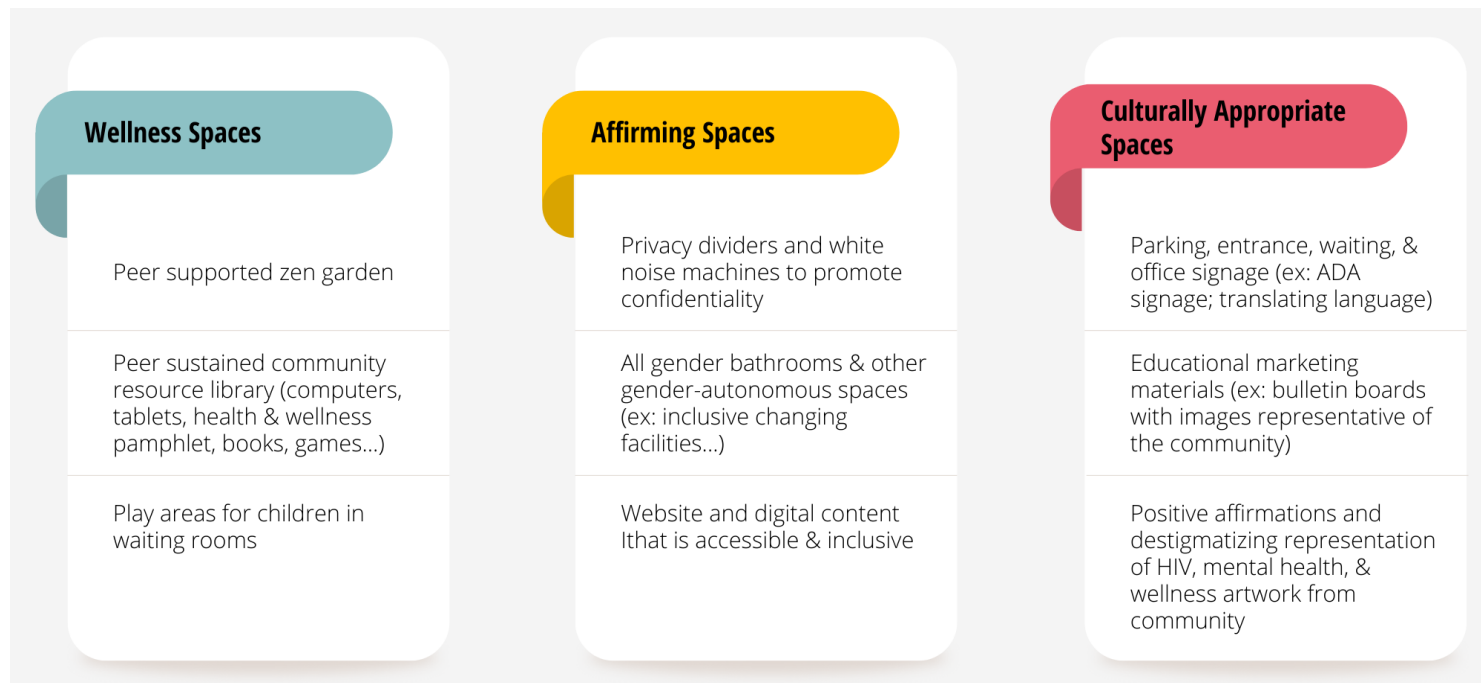 Wellness Spaces
Peer supported zen garden
Peer sustained community
resource library (computers,
tablets, health & wellness
pamphlet, books, games...)
Play areas for children in
waiting rooms
Affirming Spaces
Privacy dividers and white
noise machines to promote
confidentiality
All gender bathrooms & other
gender-autonomous spaces
(ex: inclusive changing
facilities...)
Website and digital content
Ithat is accessible & inclusive
Culturally Appropriate
Spaces
Parking, entrance, waiting, &
office signage (ex: ADA
signage; translating language)
Educational marketing
materials (ex: bulletin boards
with images representative of
the community)
Positive affirmations and
destigmatizing representation
of HIV, mental health, &
wellness artwork from
community